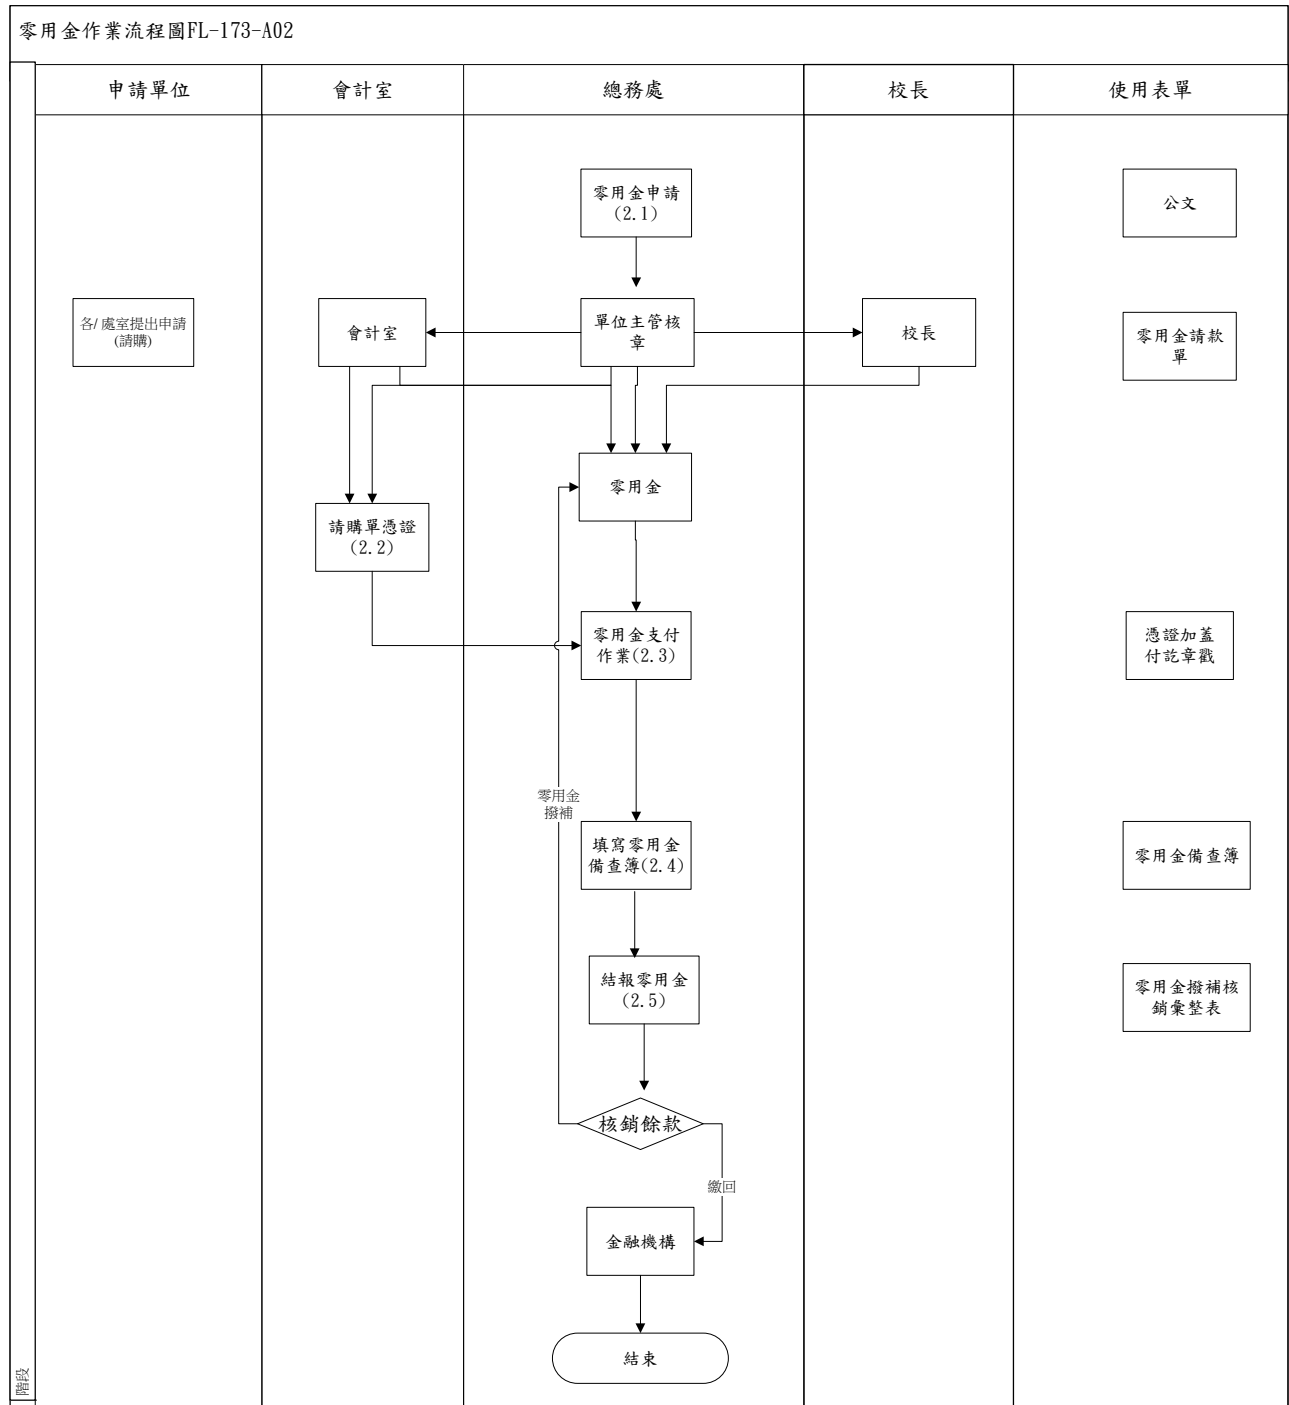 零用金作業流程圖FL-173-A02
申請單位
會計室
總務處
校長
使用表單
零用金申請
(2.1)
公文
各/處室提出申請
(請購)
會計室
單位主管核
章
校長
零用金請款
單
零用金
請購單憑證
(2.2)
零用金支付
作業(2.3)
憑證加蓋
付訖章戳
零用金
撥補
填寫零用金
備查簿(2.4)
零用金備查簿
結報零用金
(2.5)
零用金撥補核
銷彙整表
核銷餘款
繳回
金融機構
結束
階段